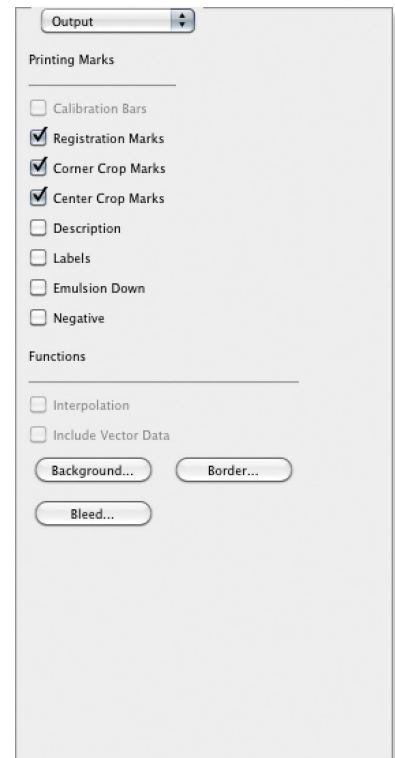 Output
Printing Marks
Calibration Bars
Registration Marks
Corner Crop Marks
Center Crop Marks
Description
Labels
Emulsion Down
Negative
Functions
Interpolation
Include Vector Data
Background... Border...
Bleed...